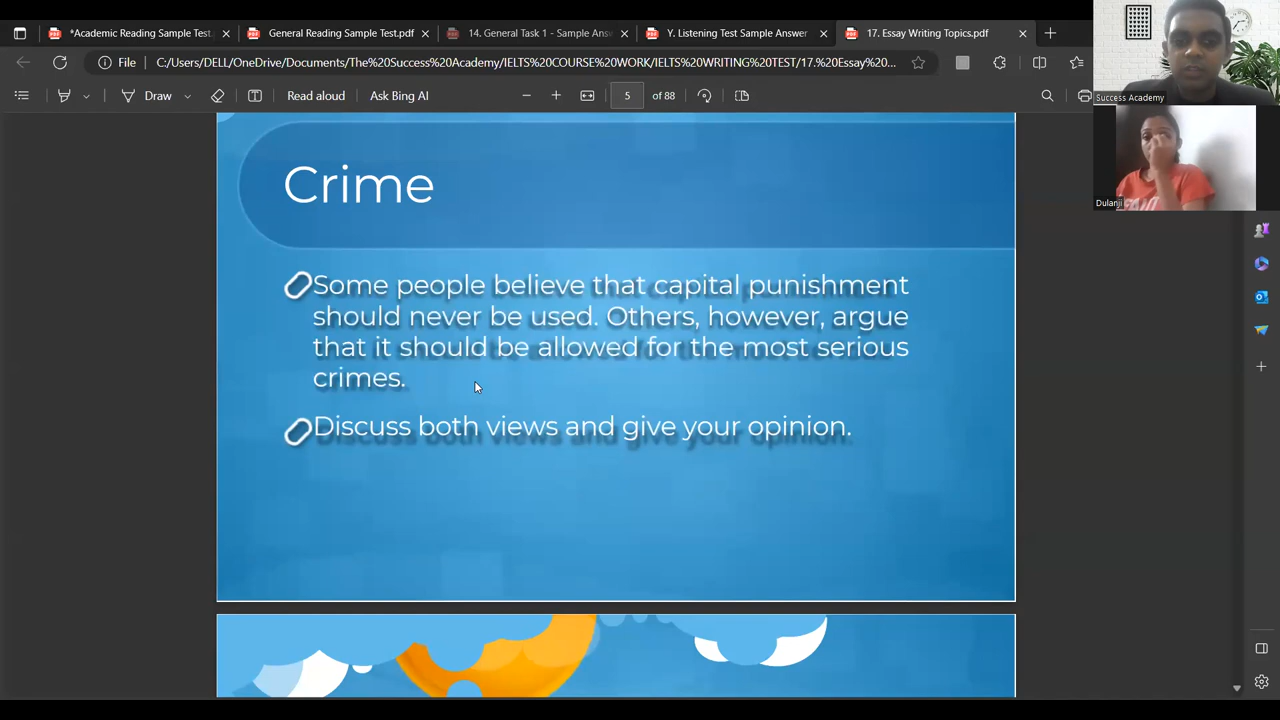 *Academic Reading Sample Test.
General Reading Sample Test.pdf
14. General Task 1 - Sample Ans
Y. Listening Test Sample Answer
17. Essay Writing Topics.pdf
File
C:/Users/DELL/OneDrive/Documents/The%20Success%20Academy/IELTS%20COURSE%20WORK/IELTS%20WRITING%20TEST/17.%20Essay%20...
Draw
Read aloud
Ask Bing AI
5
of 88
Success Academy
Dulanji
Crime
Some people believe that capital punishment
should never be used. Others, however, argue
that it should be allowed for the most serious
crimes.
Discuss both views and give your opinion.